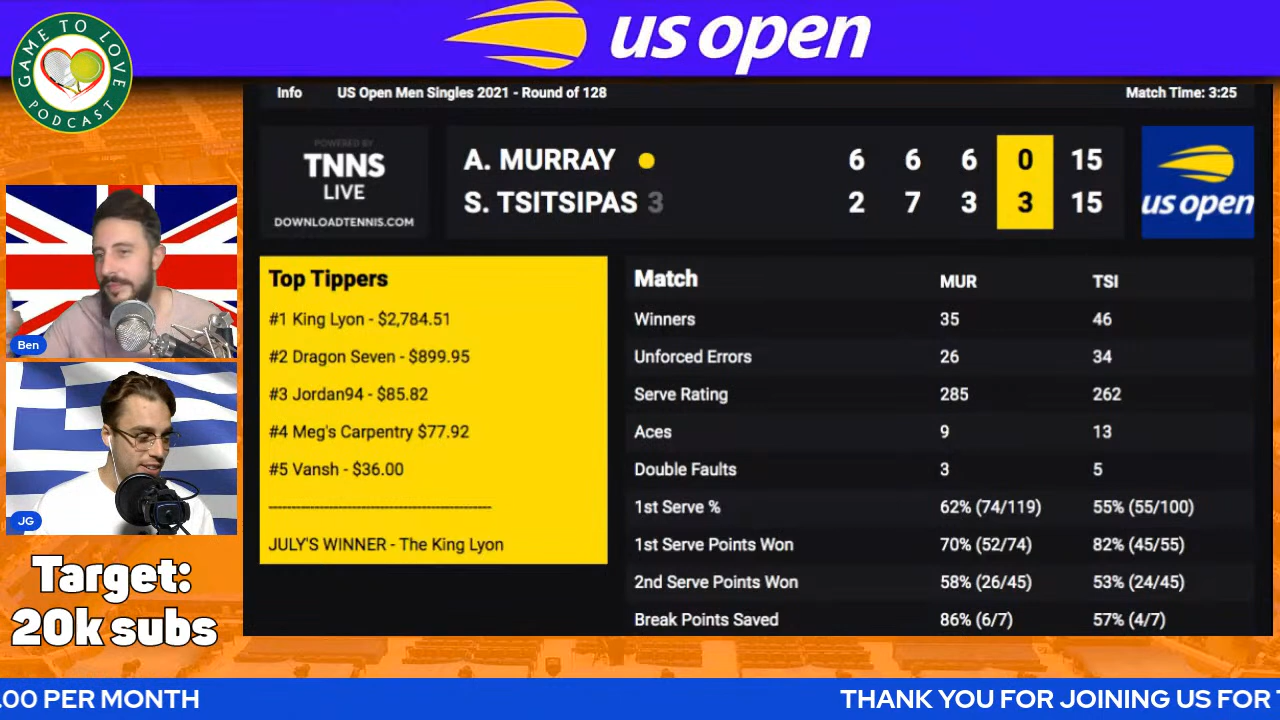 GAME TO LOVE
PODCAST
us open
Info US Open Men Singles 2021 - Round of 128 Match Time: 3:25
POWERED BY
TNNS
LIVE
DOWNLOADTENNIS.COM
A. MURRAY 6 6 6 0 15
S. TSITSIPAS 3 2 7 3 3 15
us open
Ben
JG
Target:
20k subs
Top Tippers
#1 King Lyon - $2,784.51
#2 Dragon Seven - $899.95
#3 Jordan94 - $85.82
#4 Meg's Carpentry $77.92
#5 Vansh - $36.00
------------------------------------------------
JULY'S WINNER - The King Lyon
Match MUR TSI
Winners 35 46
Unforced Errors 26 34
Serve Rating 285 262
Aces 9 13
Double Faults 3 5
1st Serve % 62% (74/119) 55% (55/100)
1st Serve Points Won 70% (52/74) 82% (45/55)
2nd Serve Points Won 58% (26/45) 53% (24/45)
Break Points Saved 86% (6/7) 57% (4/7)
.00 PER MONTH THANK YOU FOR JOINING US FOR T